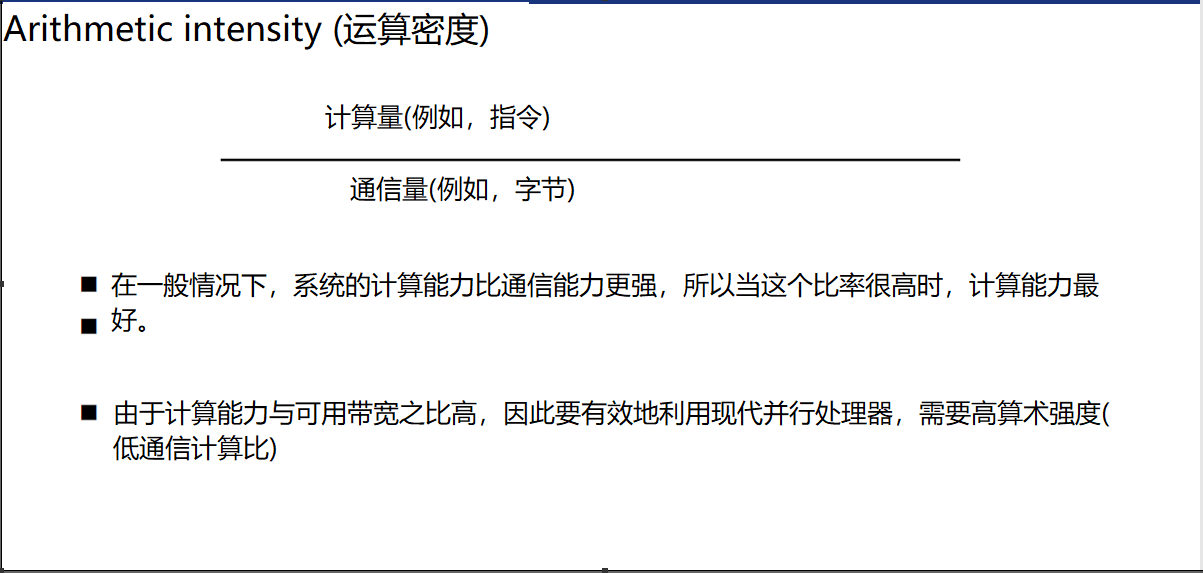 Arithmetic intensity (运算密度)
计算量(例如，指令)
通信量(例如，字节)
在一般情况下，系统的计算能力比通信能力更强，所以当这个比率很高时，计算能力最
好。
由于计算能力与可用带宽之比高，因此要有效地利用现代并行处理器，需要高算术强度(
低通信计算比)